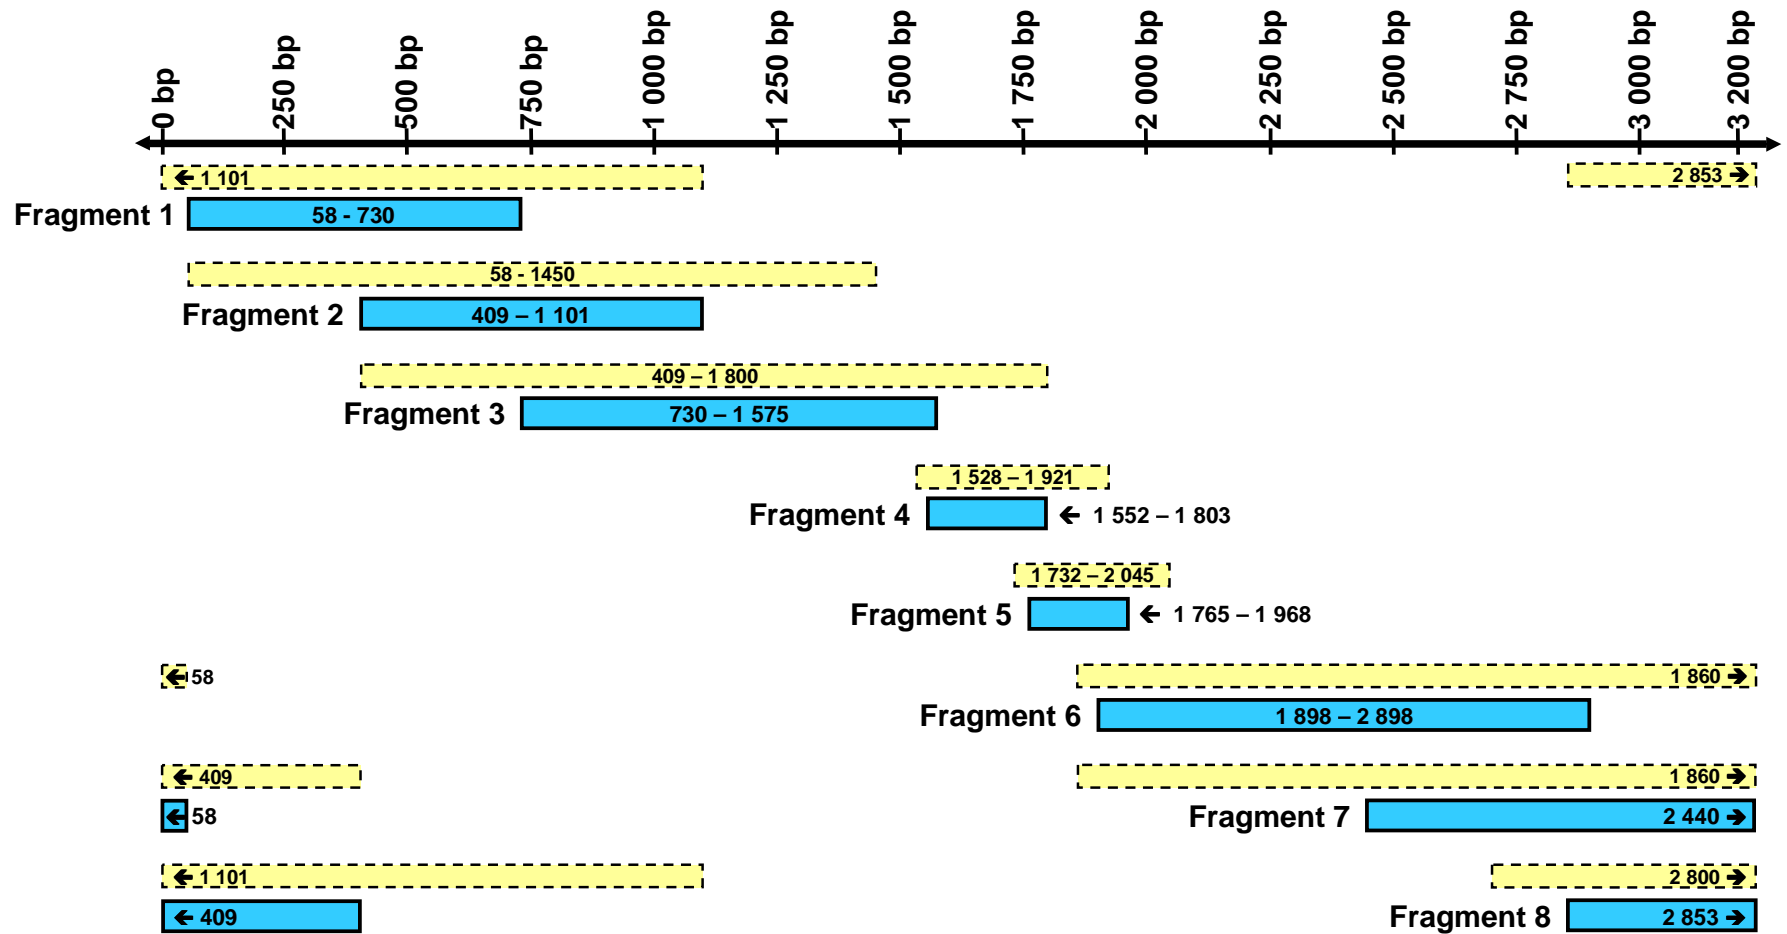 0 bp
250 bp
500 bp
750 bp
1 000 bp
1 250 bp
1 500 bp
1 750 bp
2 000 bp
2 250 bp
2 500 bp
2 750 bp
3 000 bp
3 200 bp
← 1 101
2 853 →
Fragment 1
58 - 730
58 - 1450
Fragment 2
409 – 1 101
409 – 1 800
Fragment 3
730 – 1 575
1 528 – 1 921
Fragment 4
← 1 552 – 1 803
1 732 – 2 045
Fragment 5
← 1 765 – 1 968
← 58
1 860 →
Fragment 6
1 898 – 2 898
← 409
1 860 →
← 58
Fragment 7
2 440 →
← 1 101
2 800 →
← 409
Fragment 8
2 853 →